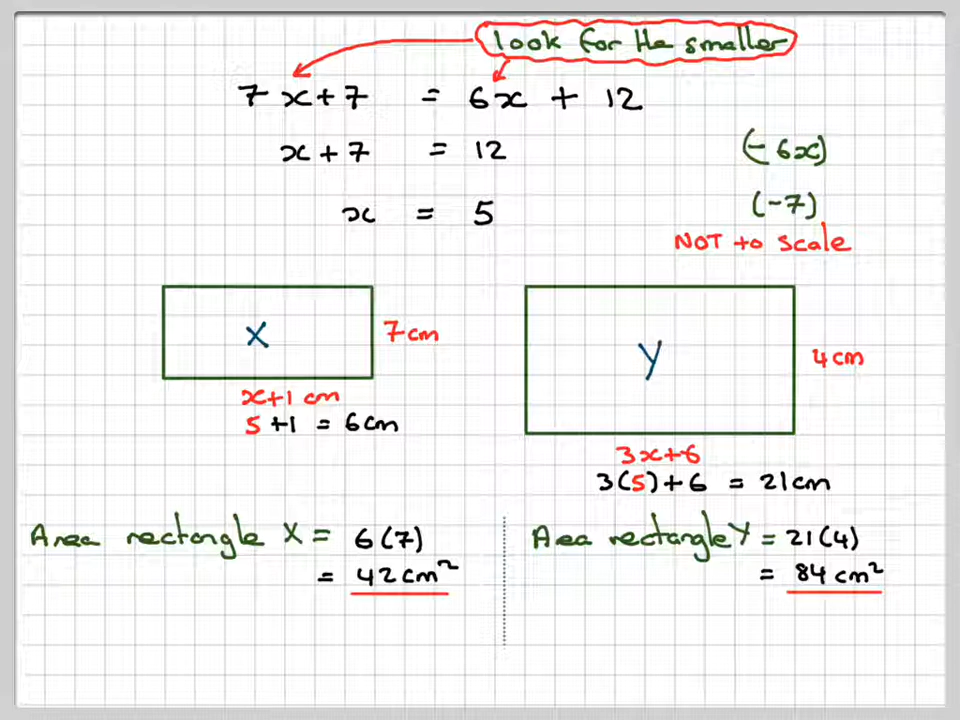 look for the smaller
7x+7 = 6x + 12
x+7 = 12 (-6x)
x = 5 (-7)
NOT to scale
X 7cm
Y 4cm
x+1 cm
5+1 = 6cm
3x+6
3(5)+6 = 21cm
Area rectangle X = 6(7)
= 42cm²
Area rectangle Y = 21(4)
= 84cm²